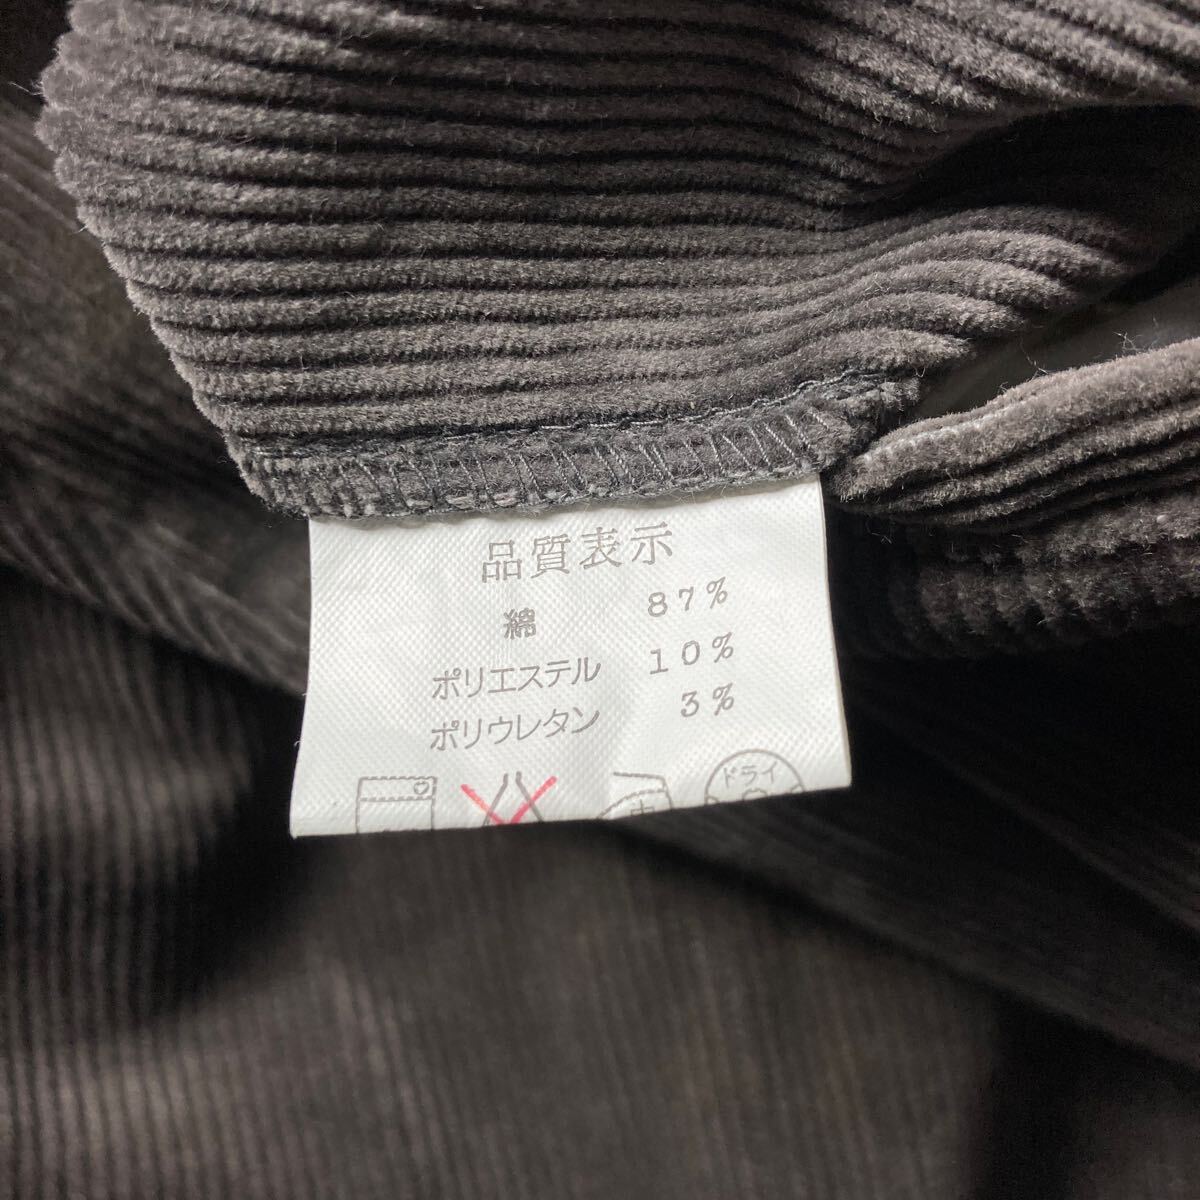 品質表示
綿 87%
ポリエステル 10%
ポリウレタン 3%
ドライ